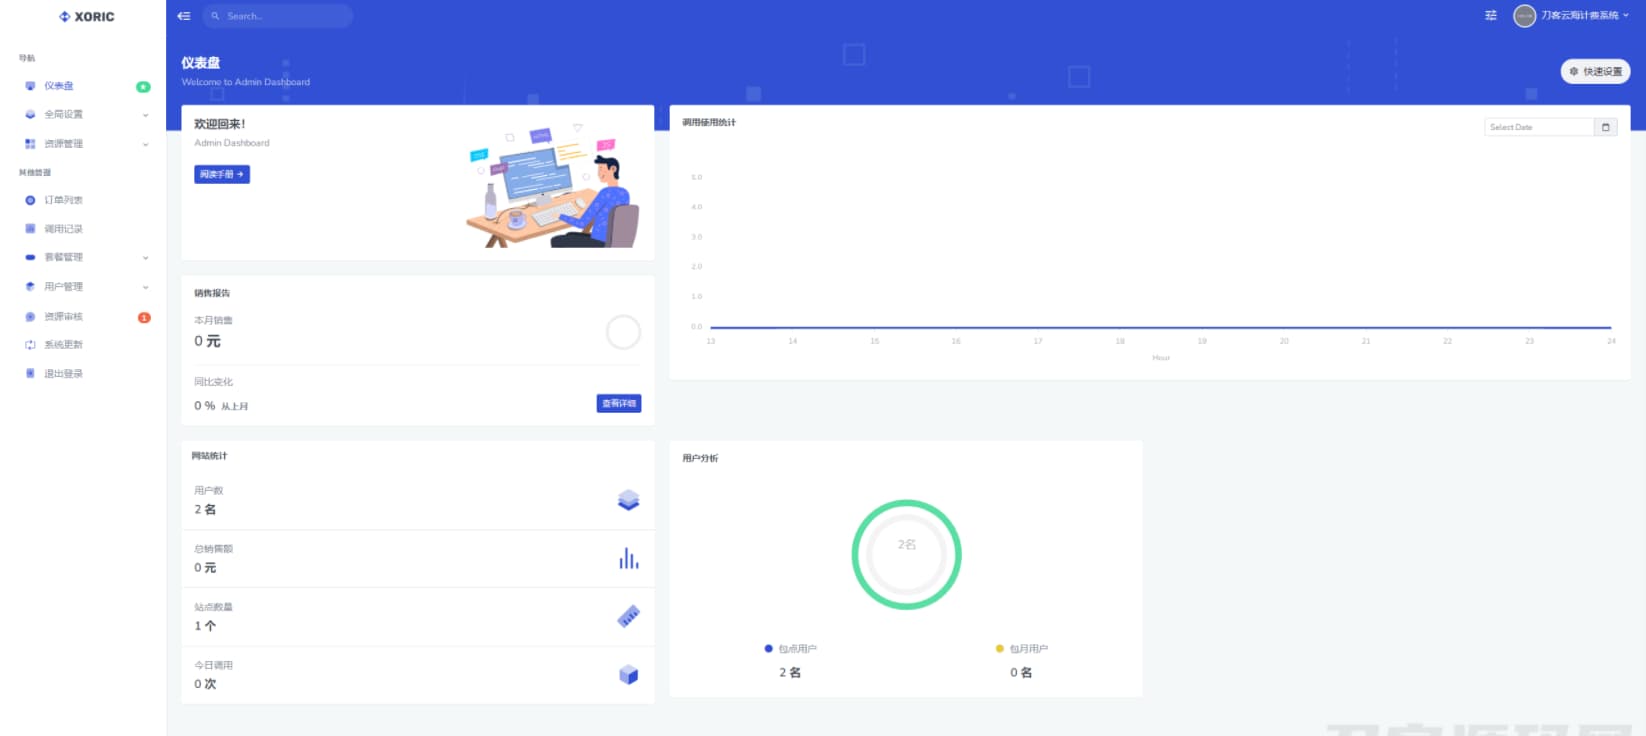 XORIC
导航
仪表盘
全局设置
资源管理
其他管理
订单列表
调用记录
套餐管理
用户管理
资源审核
1
系统更新
退出登录
Search...
刀客云海计费系统
仪表盘
Welcome to Admin Dashboard
快速设置
欢迎回来！
Admin Dashboard
阅读手册
调用使用统计
Select Date
5.0
4.0
3.0
2.0
1.0
0.0
13 14 15 16 17 18 19 20 21 22 23 24
Hour
销售报告
本月销售
0 元
同比变化
0 % 从上月
查看详细
网站统计
用户数
2 名
总销售额
0 元
站点数量
1 个
今日调用
0 次
用户分析
2名
包点用户
2 名
包月用户
0 名